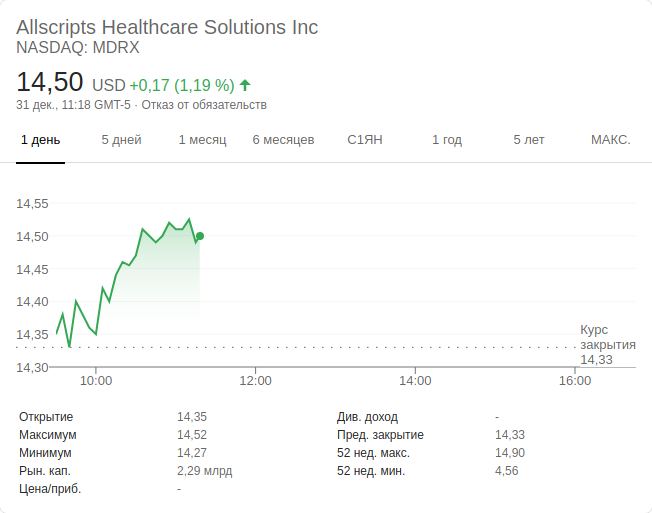 Allscripts Healthcare Solutions Inc
NASDAQ: MDRX
14,50 USD +0,17 (1,19 %)
31 дек., 11:18 GMT-5 · Отказ от обязательств
1 день 5 дней 1 месяц 6 месяцев С1ЯН 1 год 5 лет МАКС.
14,55
14,50
14,45
14,40
14,35
14,30
Курс
закрытия
14,33
10:00 12:00 14:00 16:00
Открытие 14,35 Див. доход -
Максимум 14,52 Пред. закрытие 14,33
Минимум 14,27 52 нед. макс. 14,90
Рын. кап. 2,29 млрд 52 нед. мин. 4,56
Цена/приб. -